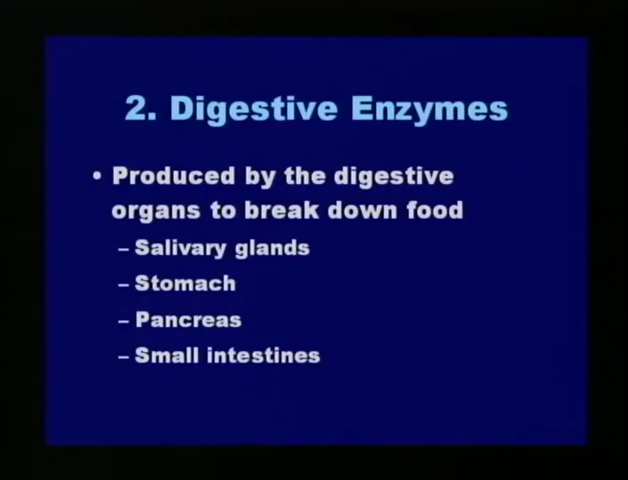 2. Digestive Enzymes
• Produced by the digestive
organs to break down food
– Salivary glands
– Stomach
– Pancreas
– Small intestines